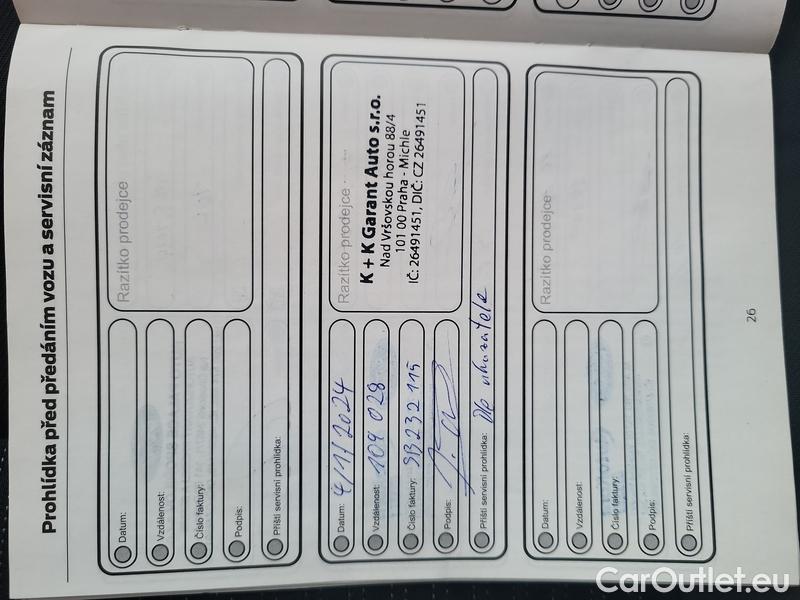 Prohlídka před předáním vozu a servisní záznam
Razítko prodejce
Datum:
Vzdálenost:
Číslo faktury:
Podpis:
Příští servisní prohlídka:
Razítko prodejce
K + K Garant Auto s.r.o.
Nad Vršovskou horou 88/4
101 00 Praha - Michle
IČ: 26491451, DIČ: CZ 26491451
Datum: 4/11 2024
Vzdálenost: 109 028
Číslo faktury: SB232 115
Podpis:
Příští servisní prohlídka: Dle ukazatele
Razítko prodejce
Datum:
Vzdálenost:
Číslo faktury:
Podpis:
Příští servisní prohlídka:
26
CarOutlet.eu